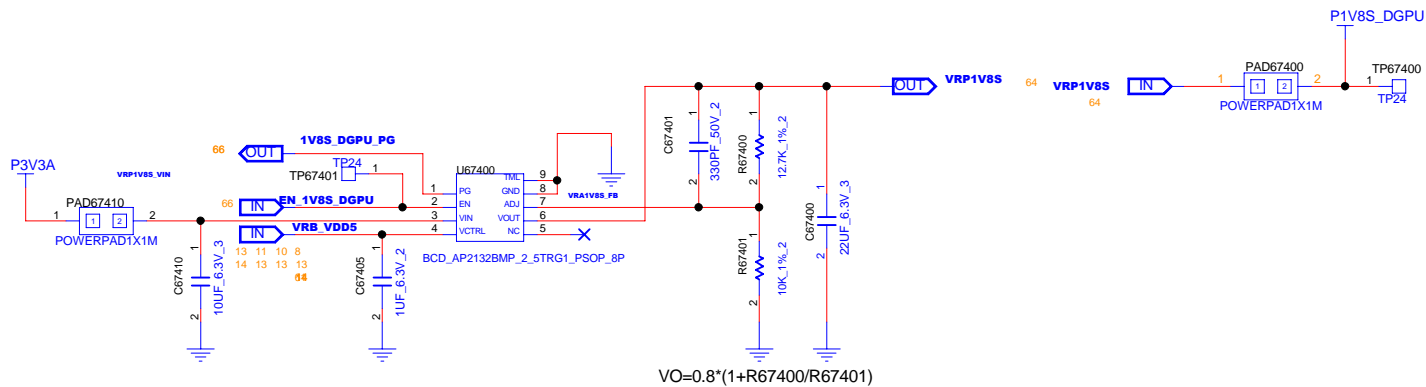 P1V8S_DGPU
PAD67400
TP67400
OUT
VRP1V8S
64
VRP1V8S
64
IN
1
1
2
2
1
POWERPAD1X1M
TP24
1
C67401
330PF_50V_2
2
1
R67400
12.7K_1%_2
2
66
OUT
1V8S_DGPU_PG
TP24
TP67401
1
U67400
P3V3A
VRP1V8S_VIN
PAD67410
1
1
2
2
POWERPAD1X1M
66
IN
EN_1V8S_DGPU
IN
VRB_VDD5
13 11 10 8
14 13 13 13
1
PG
TML
9
2
EN
GND
8
VRA1V8S_FB
3
VIN
ADJ
7
4
VCTRL
VOUT
6
NC
5
BCD_AP2132BMP_2_5TRG1_PSOP_8P
1
C67410
10UF_6.3V_3
2
1
C67405
1UF_6.3V_2
2
1
R67401
10K_1%_2
2
1
C67400
22UF_6.3V_3
2
VO=0.8*(1+R67400/R67401)